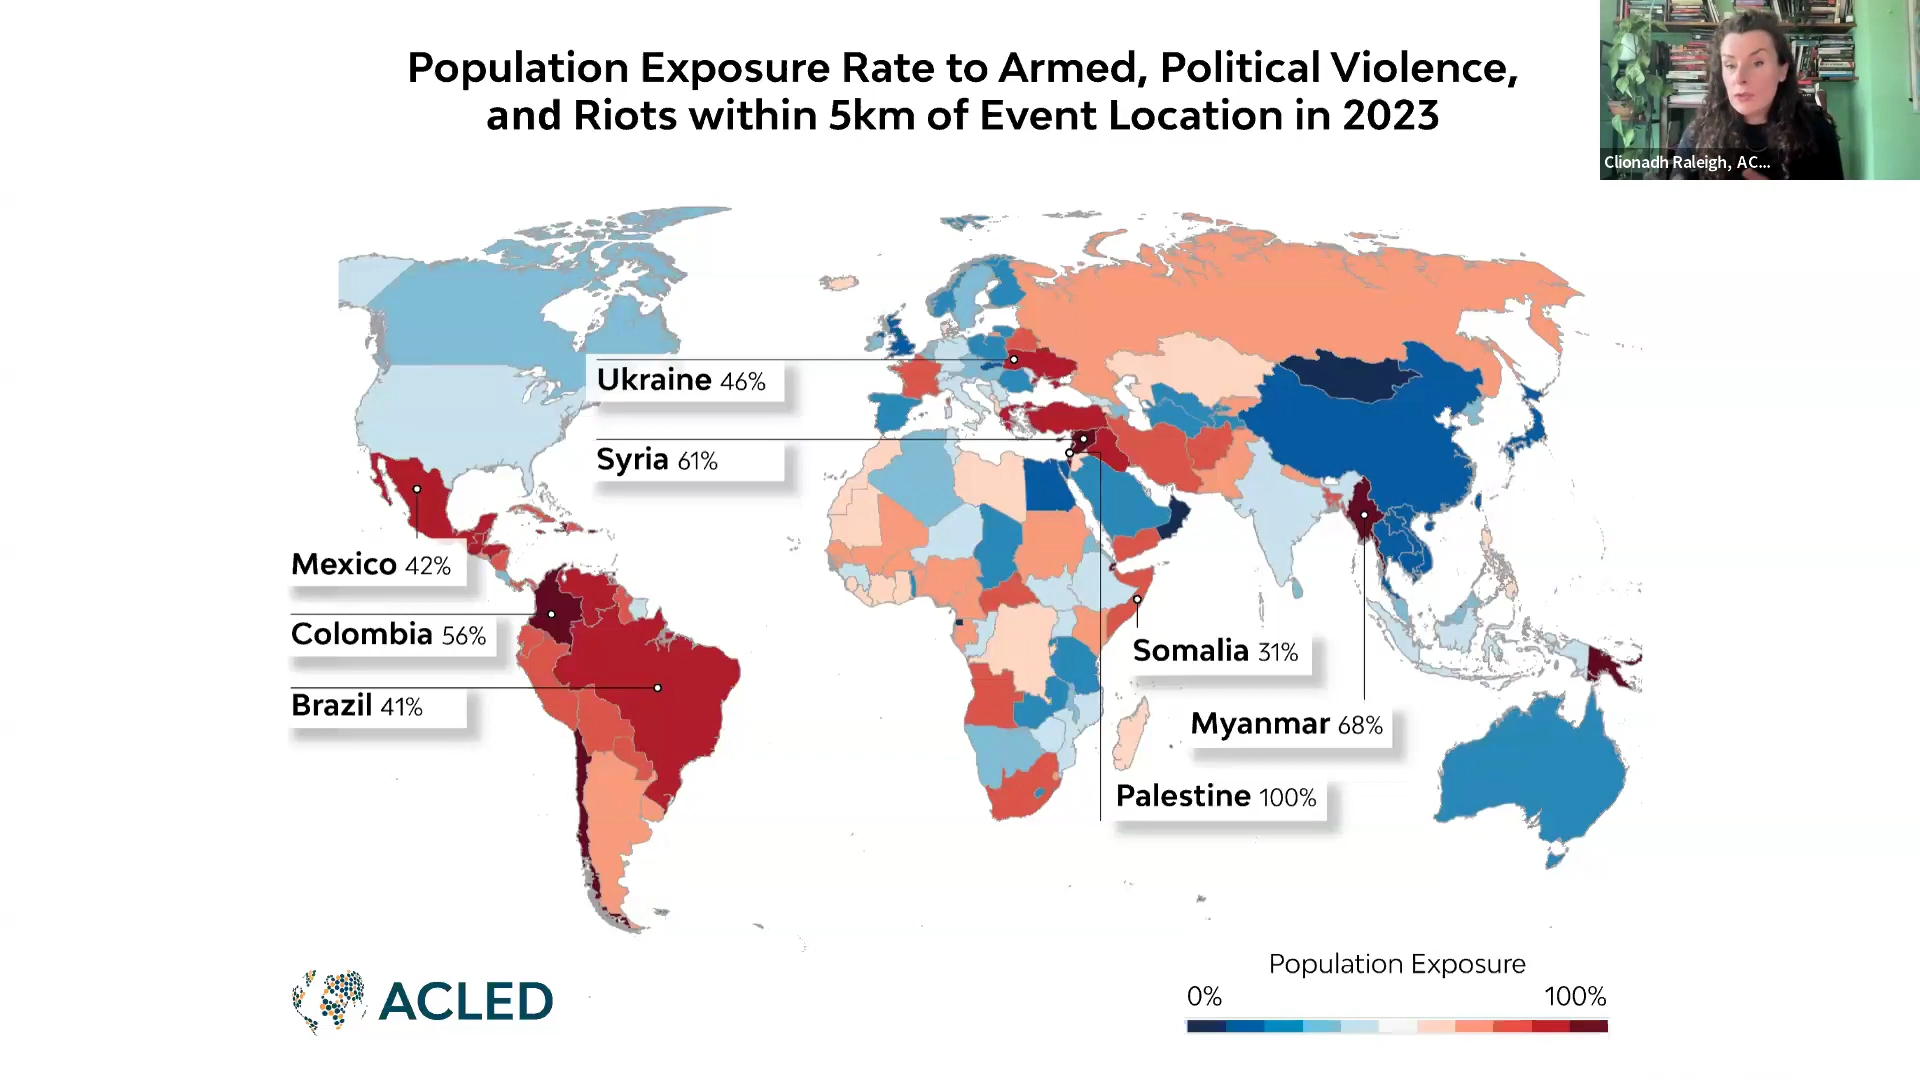 Population Exposure Rate to Armed, Political Violence,
and Riots within 5km of Event Location in 2023
Clionadh Raleigh, AC...
Ukraine 46%
Syria 61%
Mexico 42%
Colombia 56%
Brazil 41%
Somalia 31%
Myanmar 68%
Palestine 100%
ACLED
Population Exposure
0% 100%